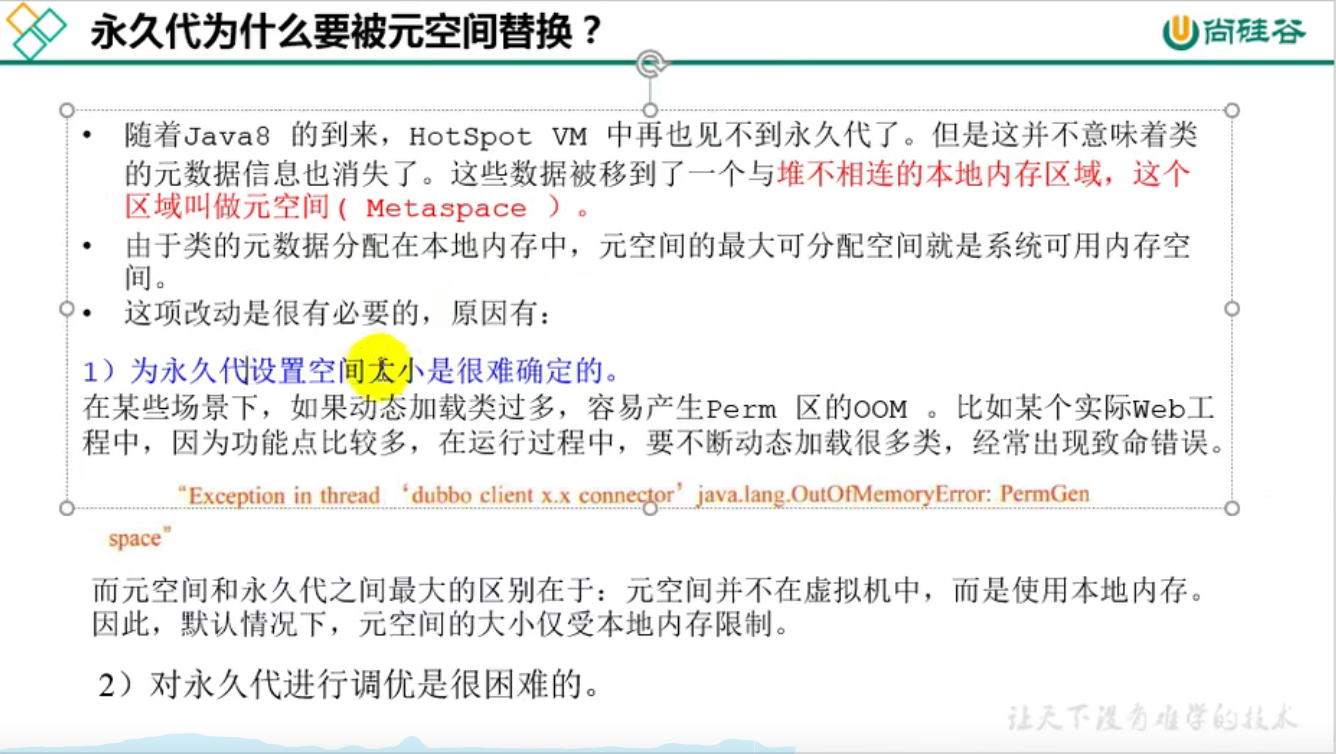 永久代为什么要被元空间替换？
尚硅谷
• 随着Java8 的到来，HotSpot VM 中再也见不到永久代了。但是这并不意味着类
的元数据信息也消失了。这些数据被移到了一个与堆不相连的本地内存区域，这个
区域叫做元空间( Metaspace ）。
• 由于类的元数据分配在本地内存中，元空间的最大可分配空间就是系统可用内存空
间。
• 这项改动是很有必要的，原因有：
1）为永久代设置空间大小是很难确定的。
在某些场景下，如果动态加载类过多，容易产生Perm 区的OOM 。比如某个实际Web工
程中，因为功能点比较多，在运行过程中，要不断动态加载很多类，经常出现致命错误。
“Exception in thread ‘dubbo client x.x connector’ java.lang.OutOfMemoryError: PermGen
space”
而元空间和永久代之间最大的区别在于：元空间并不在虚拟机中，而是使用本地内存。
因此，默认情况下，元空间的大小仅受本地内存限制。
2）对永久代进行调优是很困难的。
让天下没有难学的技术